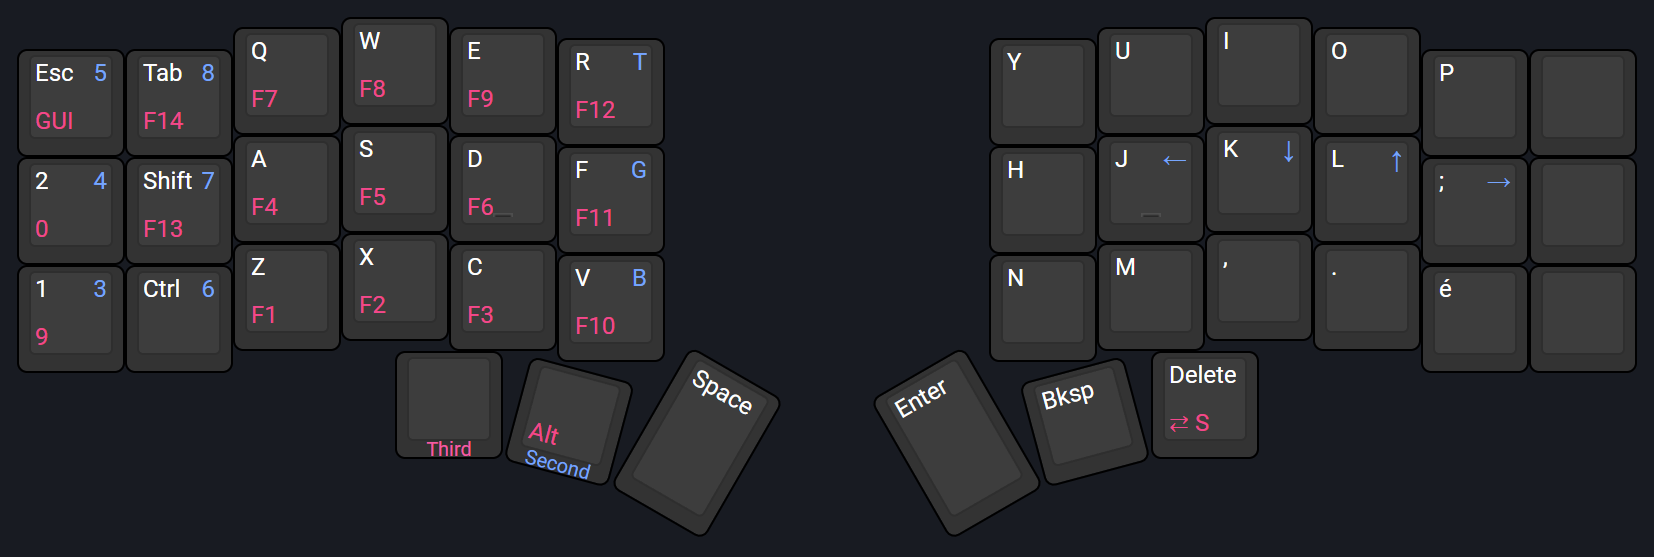 Esc 5 Tab 8 Q W E R T Y U I O P
GUI F14 F7 F8 F9 F12
2 4 Shift 7 A S D F G H J ← K ↓ L ↑ ; →
0 F13 F4 F5 F6 F11
1 3 Ctrl 6 Z X C V B N M , . é
9 F1 F2 F3 F10
Space Enter Bksp Delete
Alt ⇄ S
Third Second